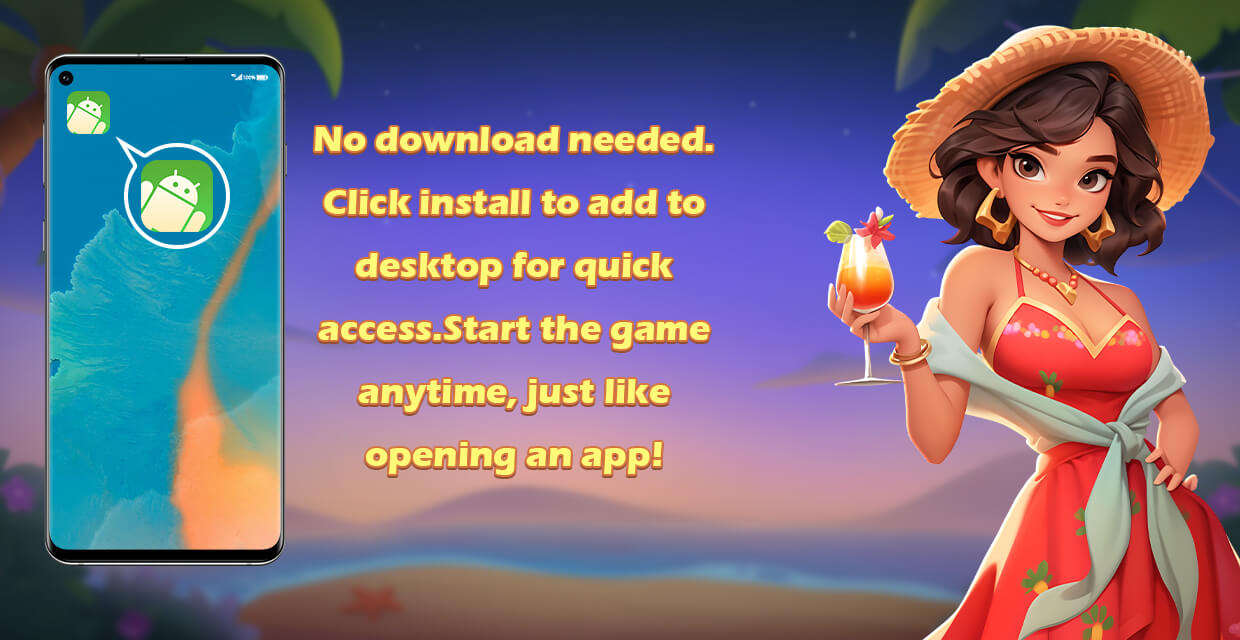 100%
No download needed.
Click install to add to
desktop for quick
access.Start the game
anytime, just like
opening an app!